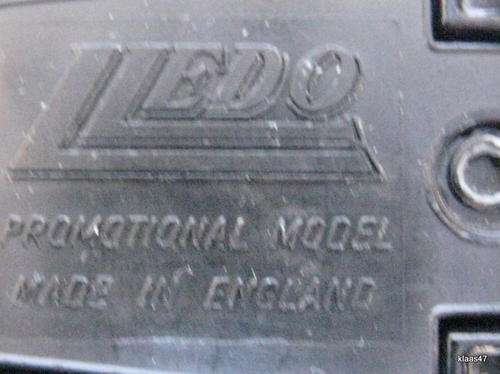 LLEDO
PROMOTIONAL MODEL
MADE IN ENGLAND
klaas47